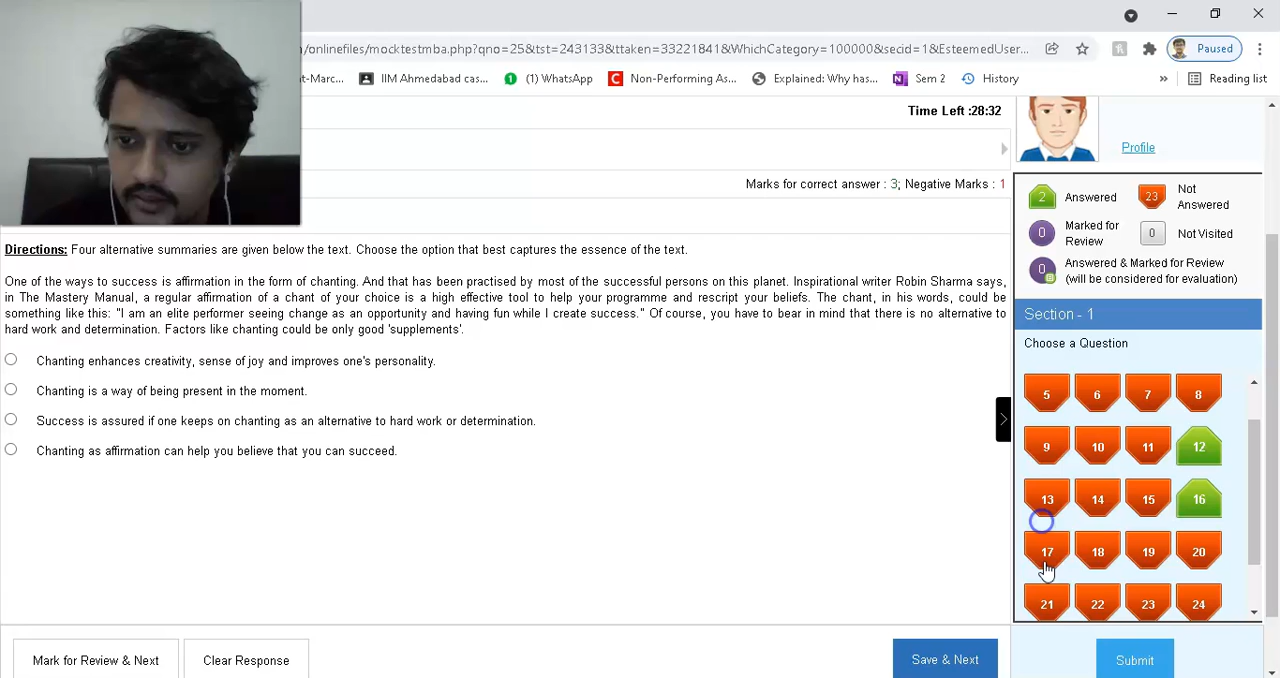 Paused
/onlinefiles/mocktestmba.php?no=25&tst=243133&ttaken=33221841&WhichCategory=100000&secid=1&EsteemedUser...
t-Marc... IIM Ahmedabad cas... (1) WhatsApp Non-Performing As... Explained: Why has... Sem 2 History » Reading list
Time Left :28:32
Profile
Marks for correct answer : 3; Negative Marks : 1
2 Answered 23 Not Answered
0 Marked for Review 0 Not Visited
0 Answered & Marked for Review (will be considered for evaluation)
Directions: Four alternative summaries are given below the text. Choose the option that best captures the essence of the text.
One of the ways to success is affirmation in the form of chants. And that has been practised by most of the successful persons on this planet. Inspirational writer Robin Sharma says,
in The Mastery Manual, a regular affirmation of a chant of your choice is a high effective tool to help your programme and rescript your beliefs. The chant, in his words, could be
something like this: "I am an elite performer seeing change as an opportunity and having fun while I create success." Of course, you have to bear in mind that there is no alternative to
hard work and determination. Factors like chanting could be only good 'supplements'.
Chanting enhances creativity, sense of joy and improves one's personality.
Chanting is a way of being present in the moment.
Success is assured if one keeps on chanting as an alternative to hard work or determination.
Chanting as affirmation can help you believe that you can succeed.
Section - 1
Choose a Question
5 6 7 8
9 10 11 12
13 14 15 16
17 18 19 20
21 22 23 24
Mark for Review & Next Clear Response Save & Next Submit